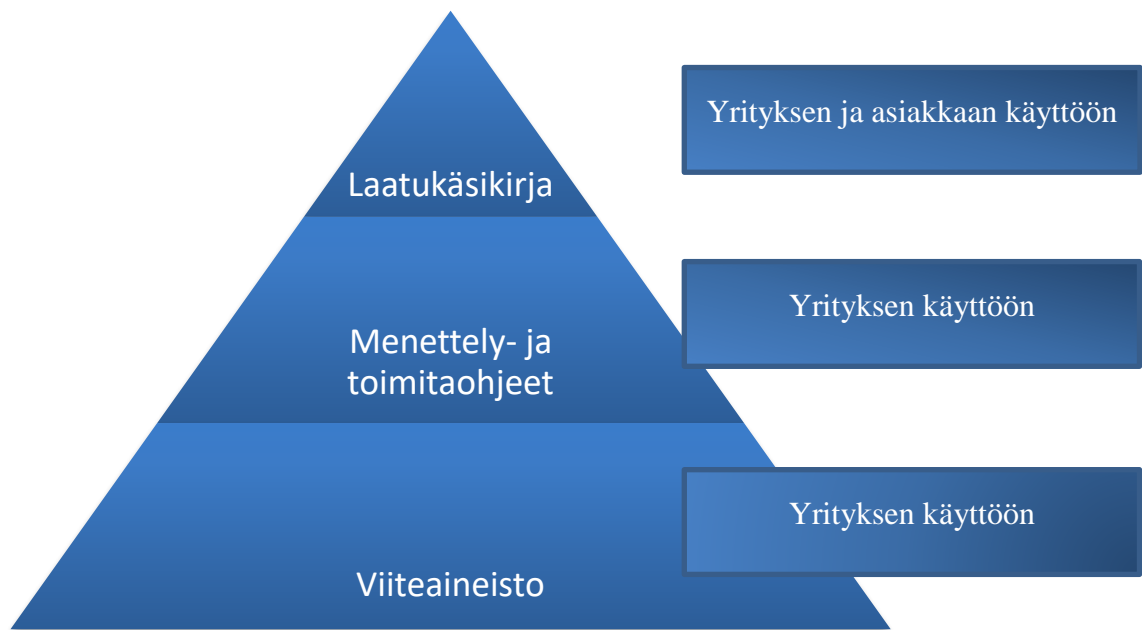 Yrityksen ja asiakkaan käyttöön
Laatukäsikirja
Yrityksen käyttöön
Menettely- ja
toimitaohjeet
Yrityksen käyttöön
Viiteaineisto